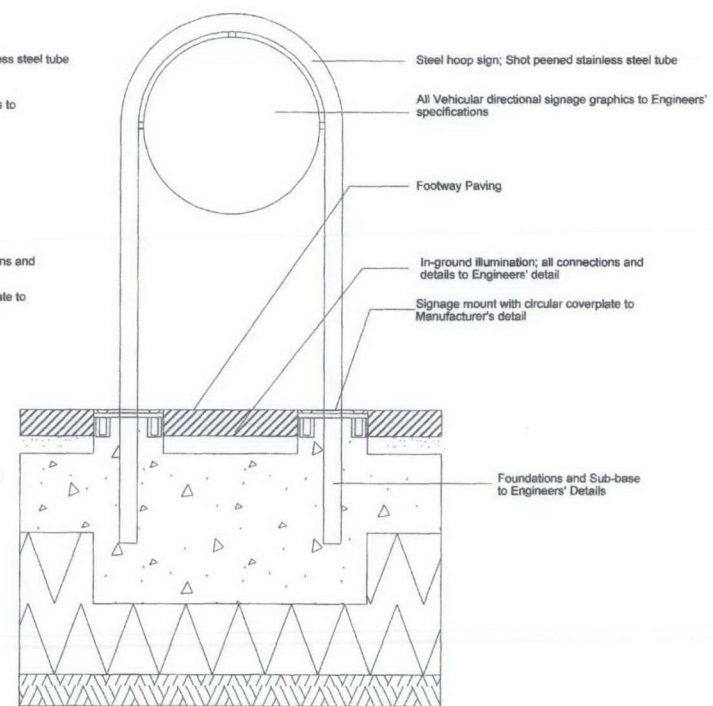 ess steel tube
s to
ns and
ate to
Steel hoop sign; Shot peened stainless steel tube
All Vehicular directional signage graphics to Engineers'
specifications
Footway Paving
In-ground illumination; all connections and
details to Engineers' detail
Signage mount with circular coverplate to
Manufacturer's detail
Foundations and Sub-base
to Engineers' Details